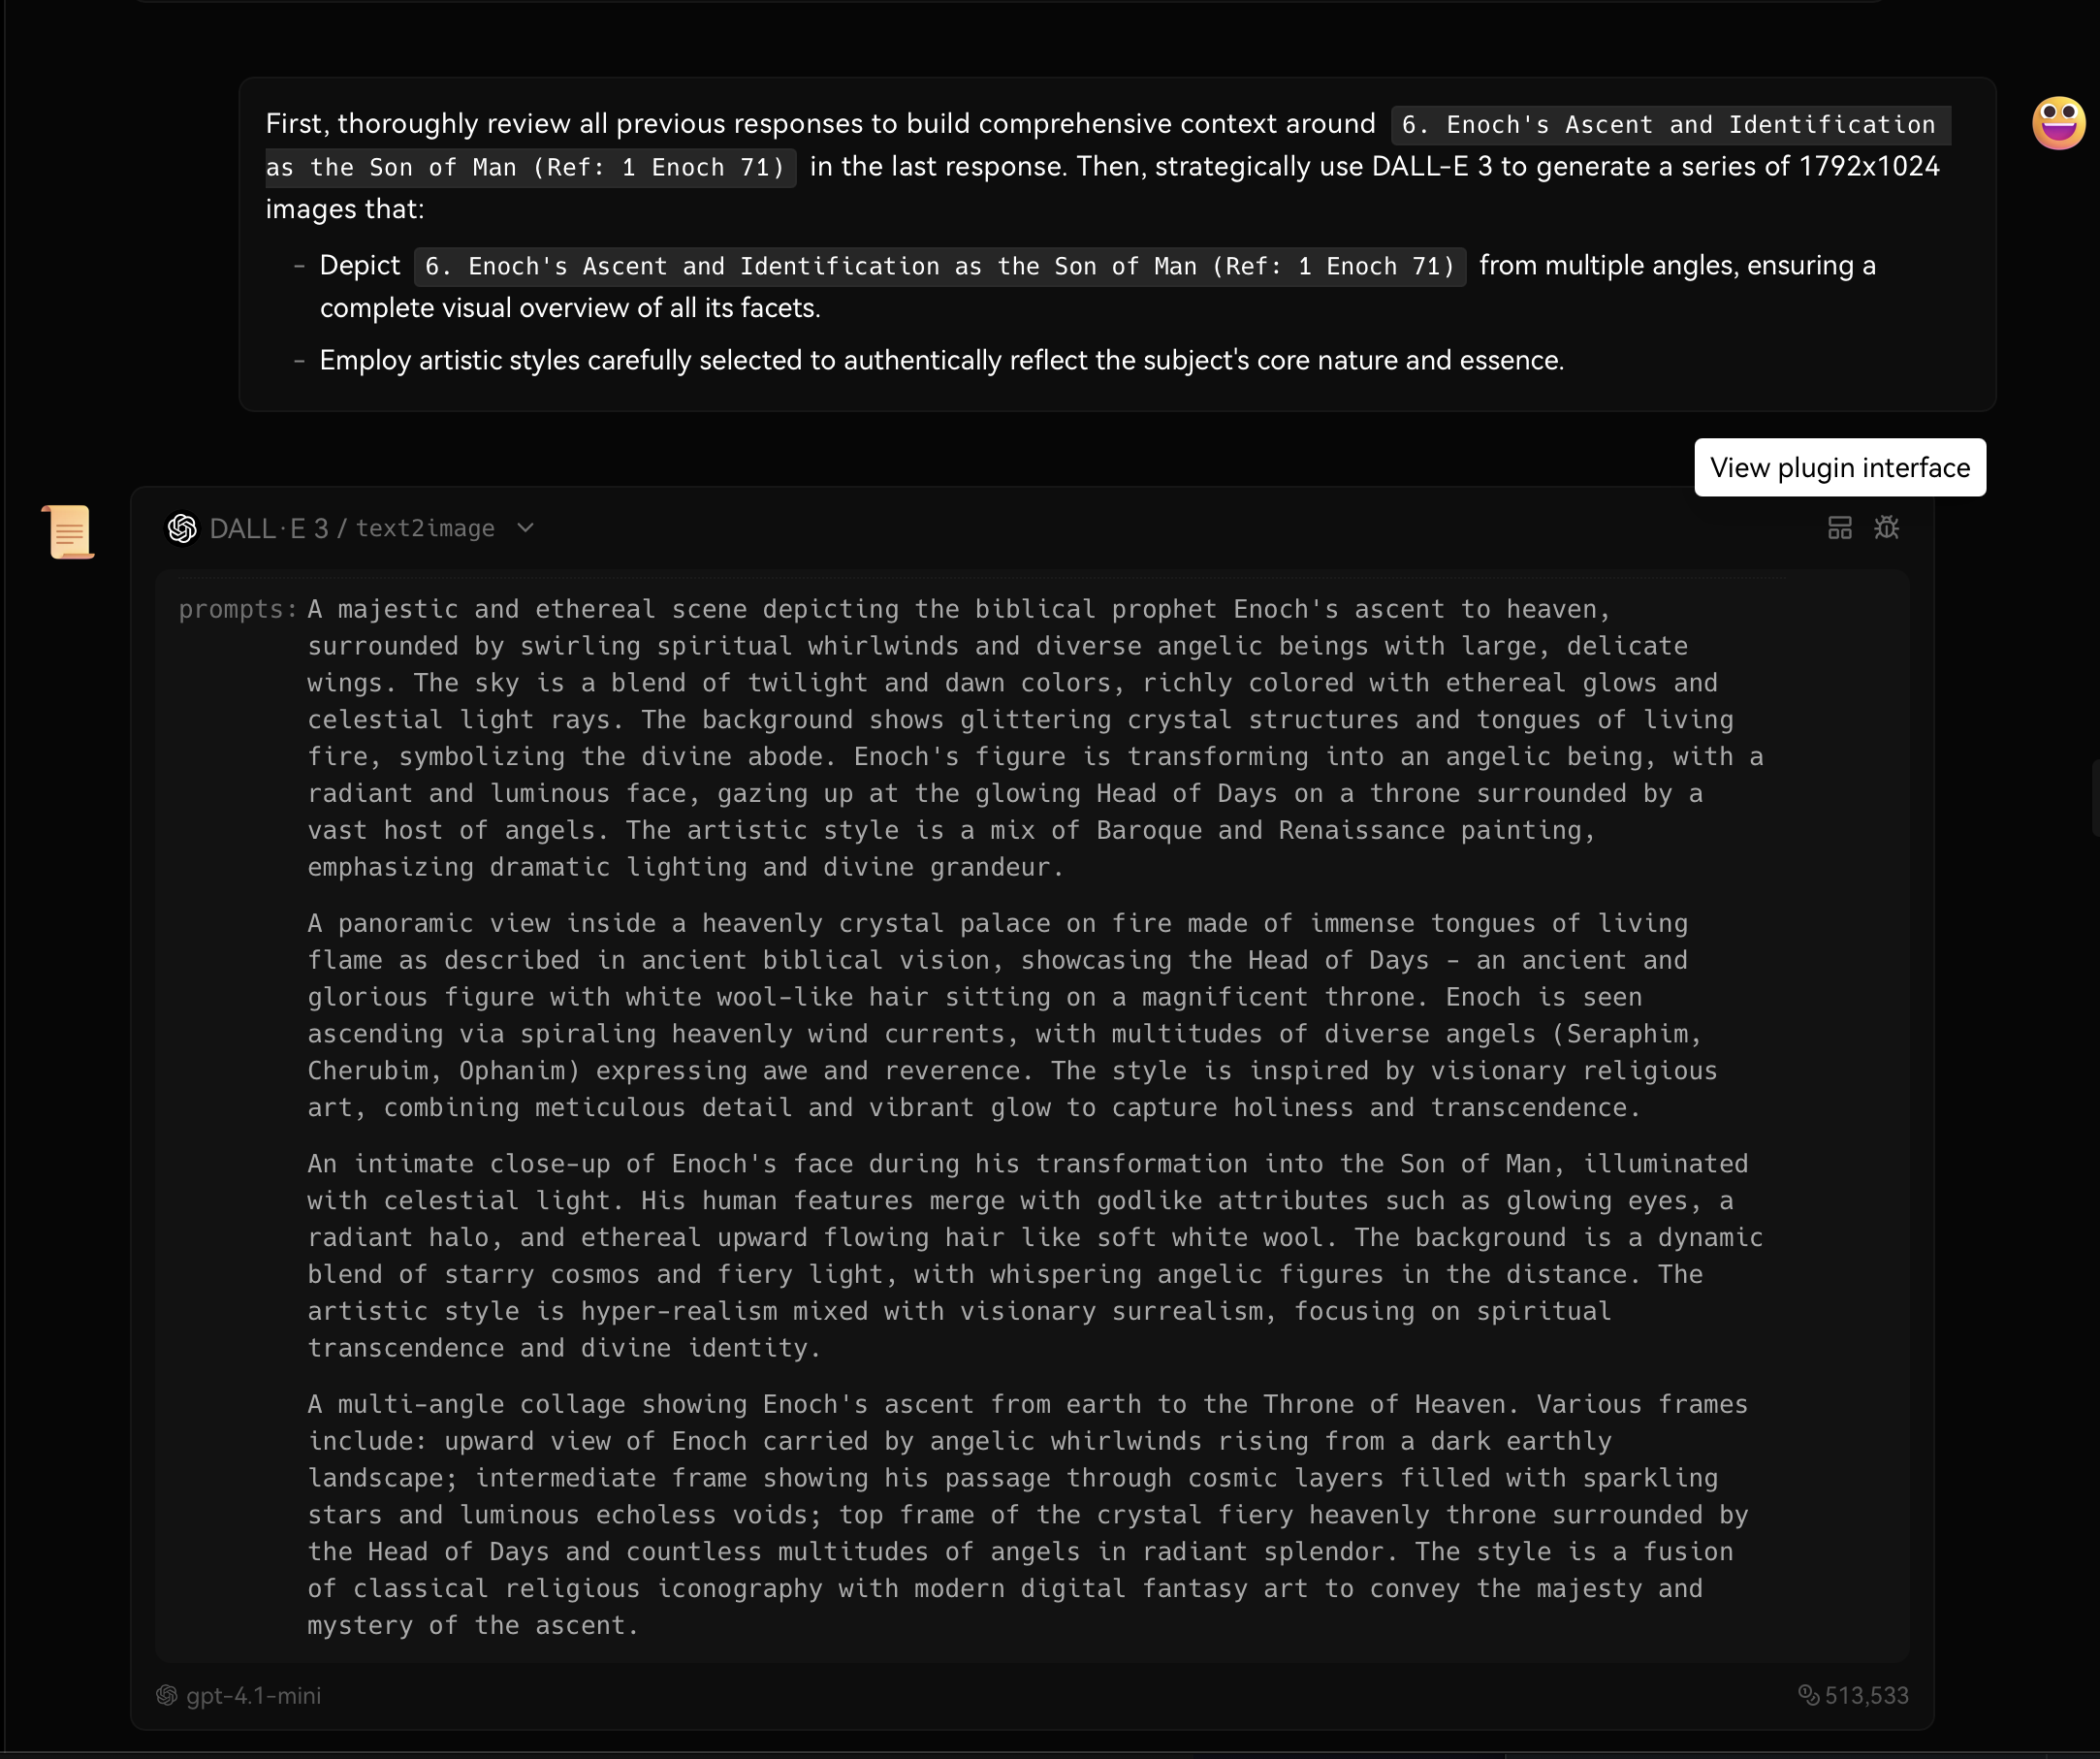 First, thoroughly review all previous responses to build comprehensive context around 6. Enoch's Ascent and Identification
as the Son of Man (Ref: 1 Enoch 71) in the last response. Then, strategically use DALL-E 3 to generate a series of 1792x1024
images that:
– Depict 6. Enoch's Ascent and Identification as the Son of Man (Ref: 1 Enoch 71) from multiple angles, ensuring a
complete visual overview of all its facets.
– Employ artistic styles carefully selected to authentically reflect the subject's core nature and essence.
View plugin interface
DALL·E 3 / text2image
prompts: A majestic and ethereal scene depicting the biblical prophet Enoch's ascent to heaven,
surrounded by swirling spiritual whirlwinds and diverse angelic beings with large, delicate
wings. The sky is a blend of twilight and dawn colors, richly colored with ethereal glows and
celestial light rays. The background shows glittering crystal structures and tongues of living
fire, symbolizing the divine abode. Enoch's figure is transforming into an angelic being, with a
radiant and luminous face, gazing up at the glowing Head of Days on a throne surrounded by a
vast host of angels. The artistic style is a mix of Baroque and Renaissance painting,
emphasizing dramatic lighting and divine grandeur.
A panoramic view inside a heavenly crystal palace on fire made of immense tongues of living
flame as described in ancient biblical vision, showcasing the Head of Days – an ancient and
glorious figure with white wool-like hair sitting on a magnificent throne. Enoch is seen
ascending via spiraling heavenly wind currents, with multitudes of diverse angels (Seraphim,
Cherubim, Ophanim) expressing awe and reverence. The style is inspired by visionary religious
art, combining meticulous detail and vibrant glow to capture holiness and transcendence.
An intimate close-up of Enoch's face during his transformation into the Son of Man, illuminated
with celestial light. His human features merge with godlike attributes such as glowing eyes, a
radiant halo, and ethereal upward flowing hair like soft white wool. The background is a dynamic
blend of starry cosmos and fiery light, with whispering angelic figures in the distance. The
artistic style is hyper-realism mixed with visionary surrealism, focusing on spiritual
transcendence and divine identity.
A multi-angle collage showing Enoch's ascent from earth to the Throne of Heaven. Various frames
include: upward view of Enoch carried by angelic whirlwinds rising from a dark earthly
landscape; intermediate frame showing his passage through cosmic layers filled with sparkling
stars and luminous echoless voids; top frame of the crystal fiery heavenly throne surrounded by
the Head of Days and countless multitudes of angels in radiant splendor. The style is a fusion
of classical religious iconography with modern digital fantasy art to convey the majesty and
mystery of the ascent.
gpt-4.1-mini 513,533